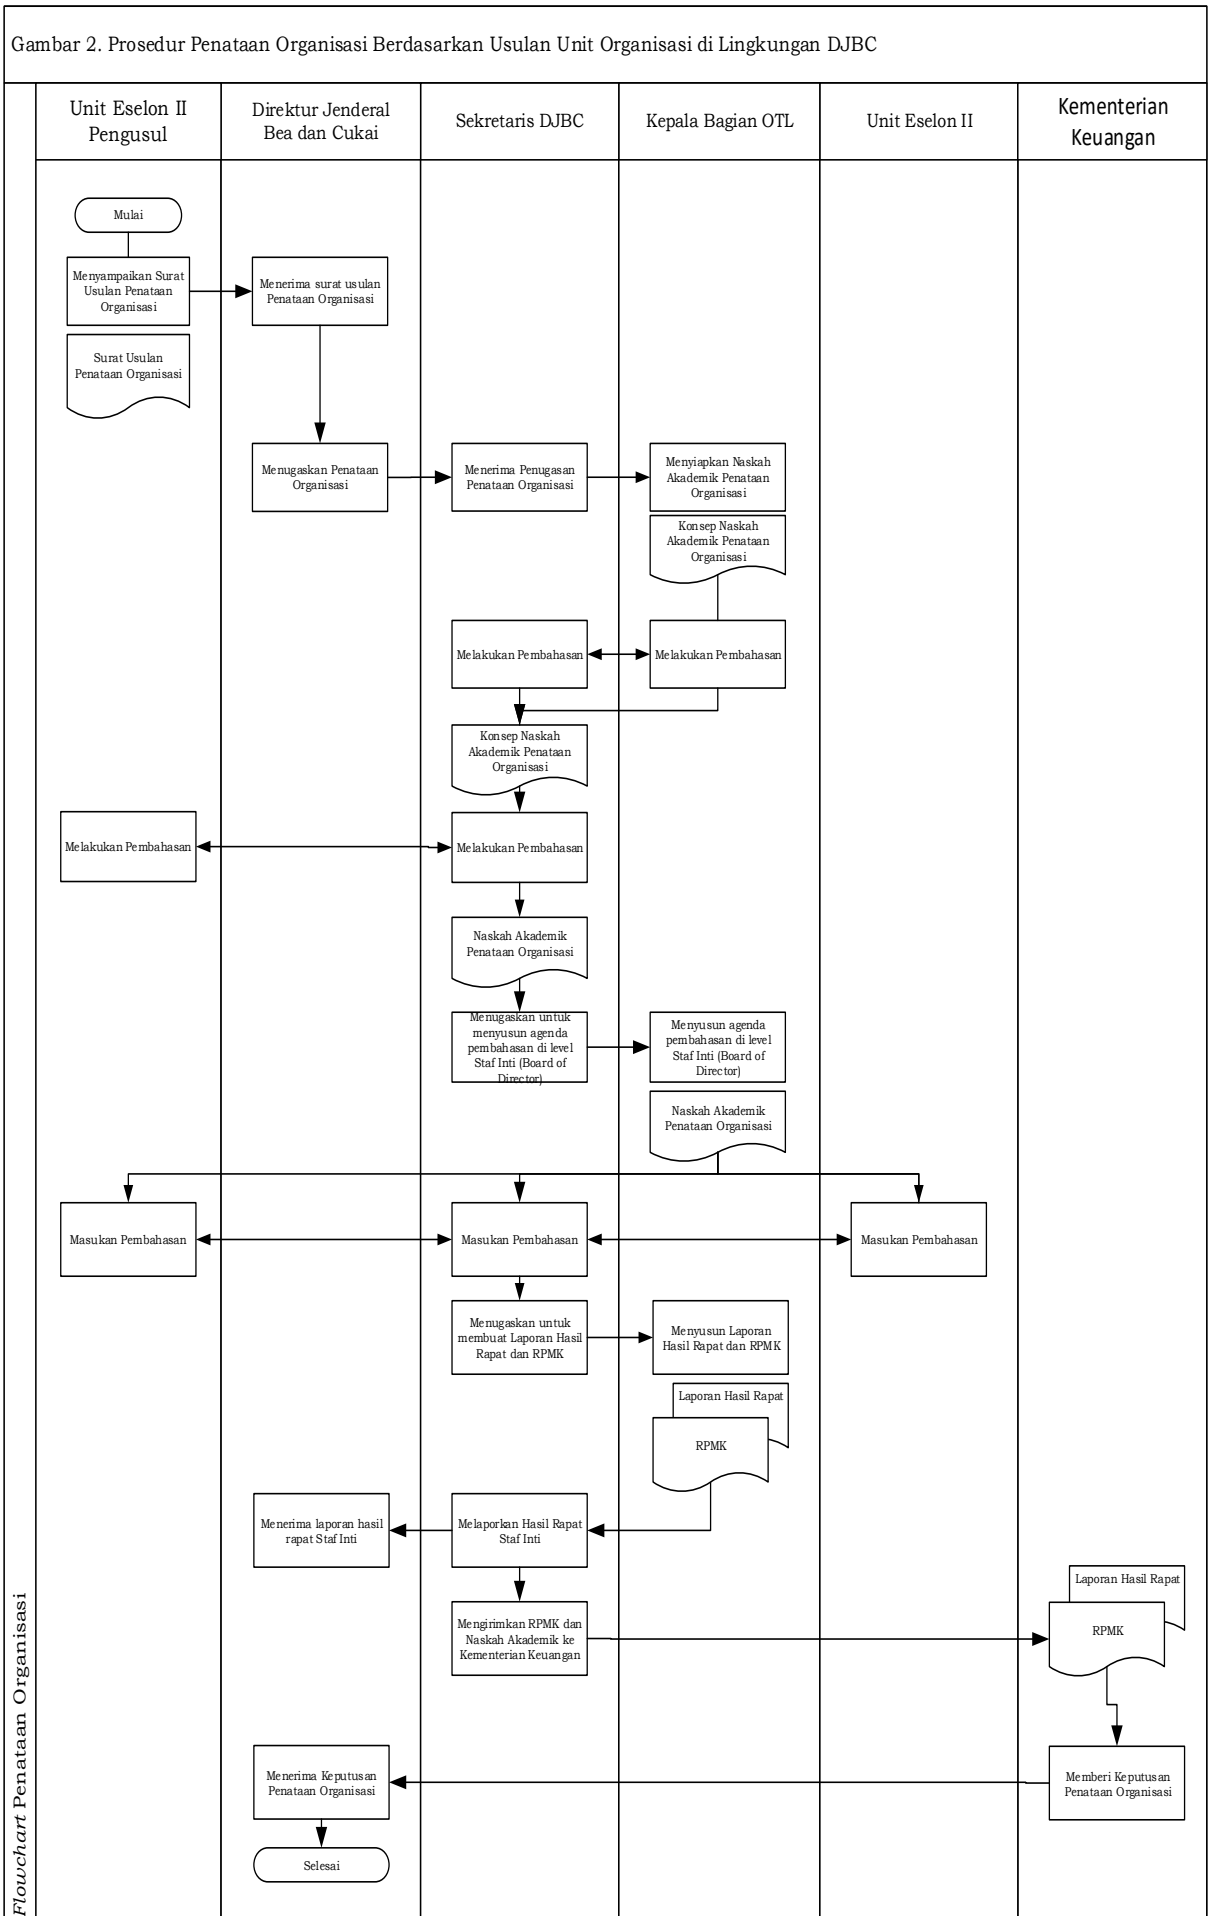 Gambar 2. Prosedur Penataan Organisasi Berdasarkan Usulan Unit Organisasi di Lingkungan DJBC
Unit Eselon II
Pengusul
Direktur Jenderal
Bea dan Cukai
Sekretaris DJBC
Kepala Bagian OTL
Unit Eselon II
Kementerian
Keuangan
Mulai
Menyampaikan Surat
Usulan Penataan
Organisasi
Menerima surat usulan
Penataan Organisasi
Surat Usulan
Penataan Organisasi
Menugaskan Penataan
Organisasi
Menerima Penugasan
Penataan Organisasi
Menyiapkan Naskah
Akademik Penataan
Organisasi
Konsep Naskah
Akademik Penataan
Organisasi
Melakukan Pembahasan
Melakukan Pembahasan
Konsep Naskah
Akademik Penataan
Organisasi
Melakukan Pembahasan
Melakukan Pembahasan
Naskah Akademik
Penataan Organisasi
Menugaskan untuk
menyusun agenda
pembahasan di level
Staf Inti (Board of
Director)
Menyusun agenda
pembahasan di level
Staf Inti (Board of
Director)
Naskah Akademik
Penataan Organisasi
Masukan Pembahasan
Masukan Pembahasan
Masukan Pembahasan
Menugaskan untuk
membuat Laporan Hasil
Rapat dan RPMK
Menyusun Laporan
Hasil Rapat dan RPMK
Laporan Hasil Rapat
RPMK
Menerima laporan hasil
rapat Staf Inti
Melaporkan Hasil Rapat
Staf Inti
Laporan Hasil Rapat
RPMK
Mengirimkan RPMK dan
Naskah Akademik ke
Kementerian Keuangan
Menerima Keputusan
Penataan Organisasi
Memberi Keputusan
Penataan Organisasi
Selesai
Flowchart Penataan Organisasi